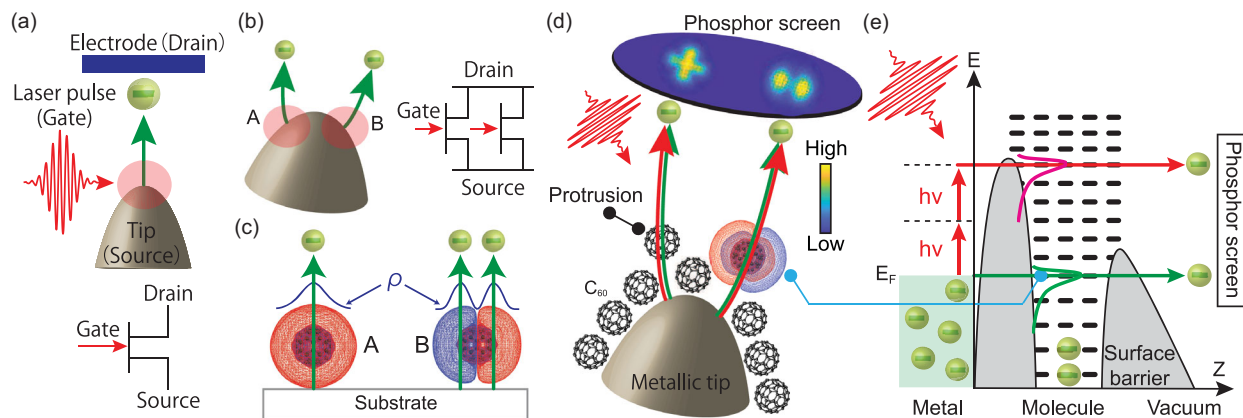 (a)
Electrode (Drain)
Laser pulse
(Gate)
Tip
(Source)
Drain
Gate
Source
(b)
A
B
Drain
Gate
Source
(c)
ρ
A
B
Substrate
(d)
Phosphor screen
High
Low
Protrusion
C60
Metallic tip
(e)
E
hν
hν
EF
Surface
barrier
Z
Metal
Molecule
Vacuum
Phosphor screen